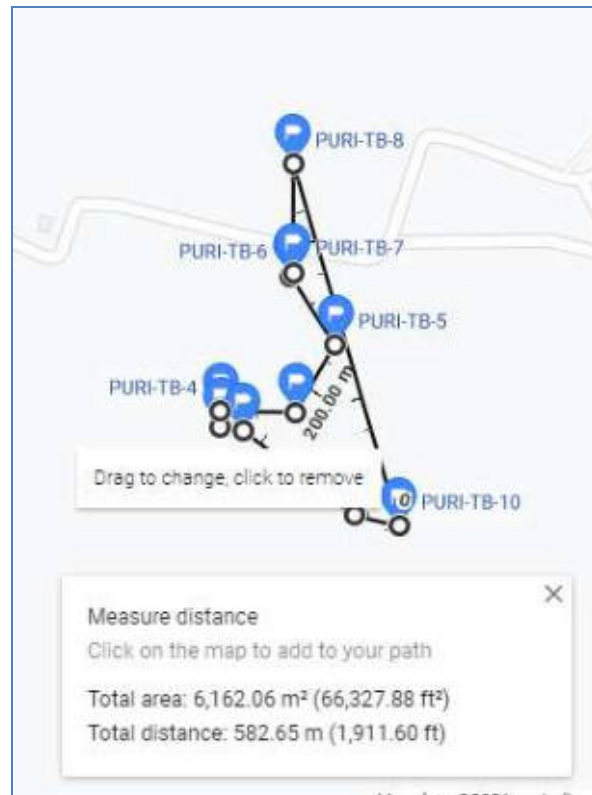 PURI-TB-8
PURI-TB-6 PURI-TB-7
PURI-TB-5
PURI-TB-4
200.00 m
Drag to change, click to remove
0
PURI-TB-10
Measure distance
Click on the map to add to your path
Total area: 6,162.06 m² (66,327.88 ft²)
Total distance: 582.65 m (1,911.60 ft)